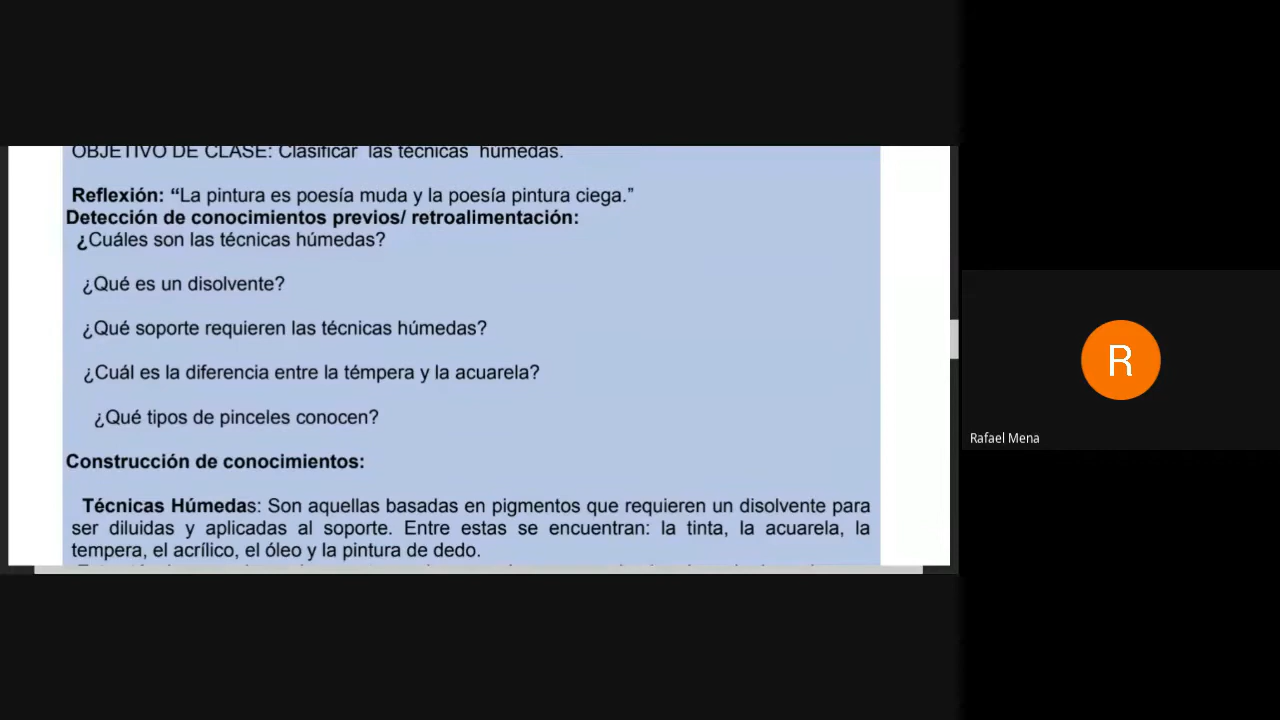 OBJETIVO DE CLASE: Clasificar las técnicas húmedas.
Reflexión: “La pintura es poesía muda y la poesía pintura ciega.”
Detección de conocimientos previos/ retroalimentación:
¿Cuáles son las técnicas húmedas?
¿Qué es un disolvente?
¿Qué soporte requieren las técnicas húmedas?
¿Cuál es la diferencia entre la témpera y la acuarela?
¿Qué tipos de pinceles conocen?
Construcción de conocimientos:
Técnicas Húmedas: Son aquellas basadas en pigmentos que requieren un disolvente para
ser diluidas y aplicadas al soporte. Entre estas se encuentran: la tinta, la acuarela, la
tempera, el acrílico, el óleo y la pintura de dedo.
R
Rafael Mena